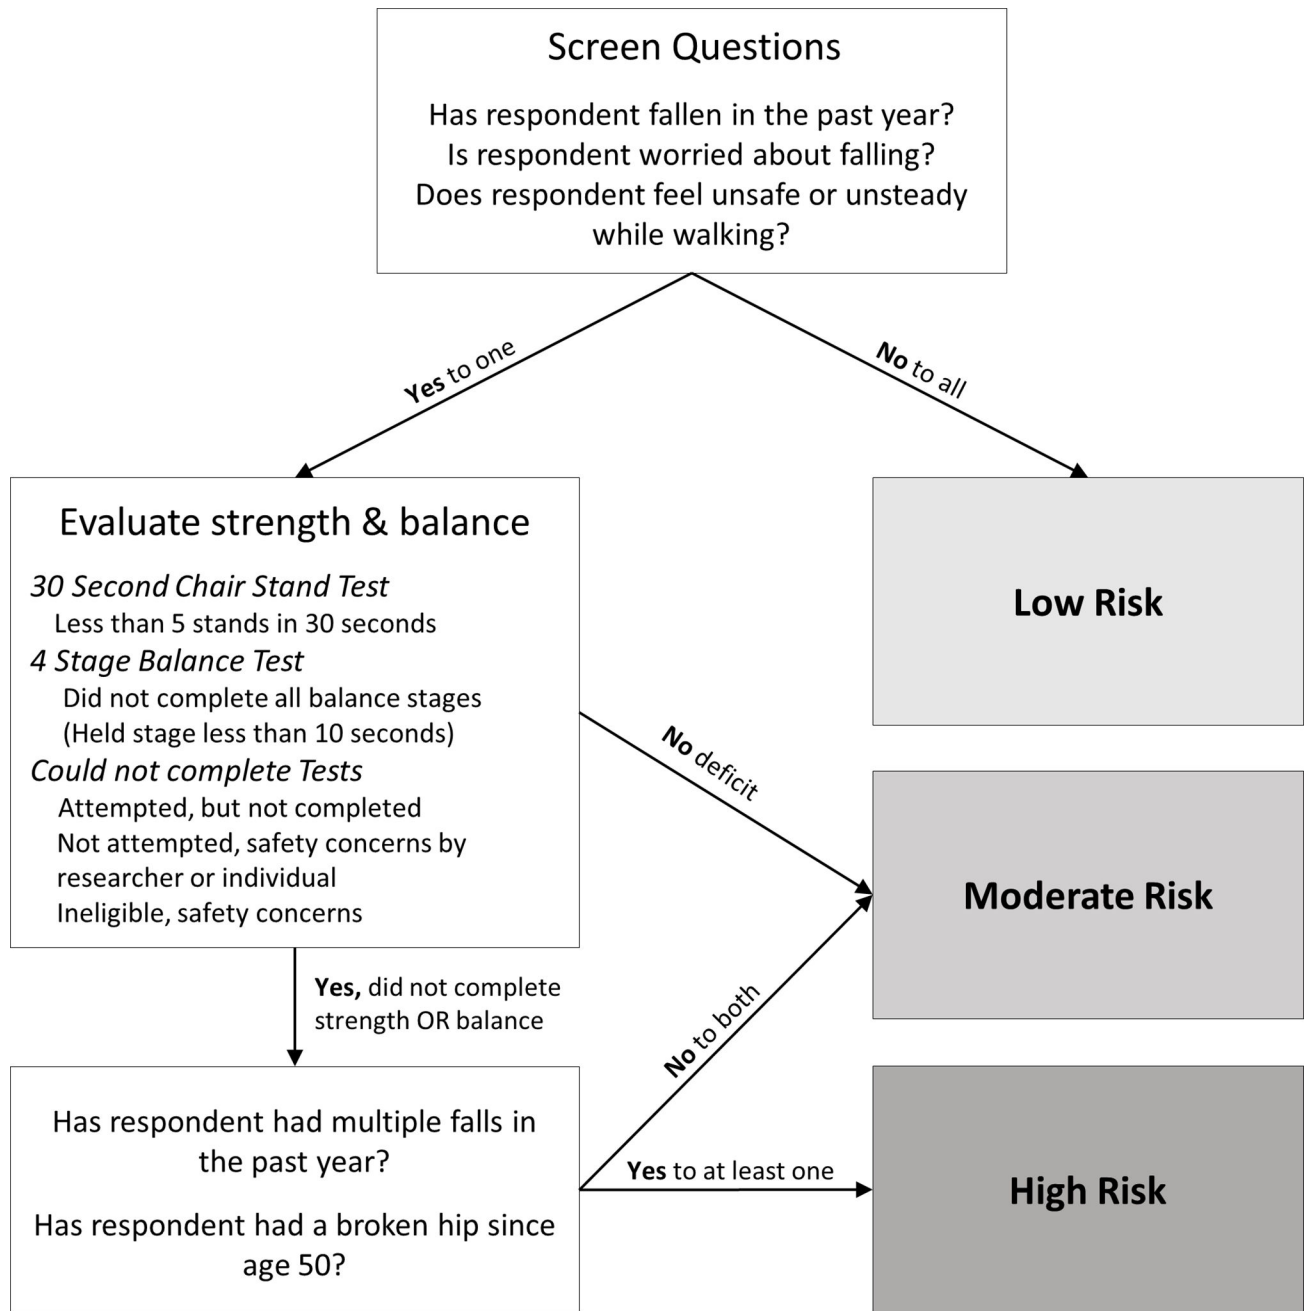 Screen Questions
Has respondent fallen in the past year?
Is respondent worried about falling?
Does respondent feel unsafe or unsteady
while walking?
Yes to one
No to all
Evaluate strength & balance
30 Second Chair Stand Test
Less than 5 stands in 30 seconds
4 Stage Balance Test
Did not complete all balance stages
(Held stage less than 10 seconds)
Could not complete Tests
Attempted, but not completed
Not attempted, safety concerns by
researcher or individual
Ineligible, safety concerns
Low Risk
No deficit
Moderate Risk
Yes, did not complete
strength OR balance
No to both
Has respondent had multiple falls in
the past year?
Has respondent had a broken hip since
age 50?
Yes to at least one
High Risk